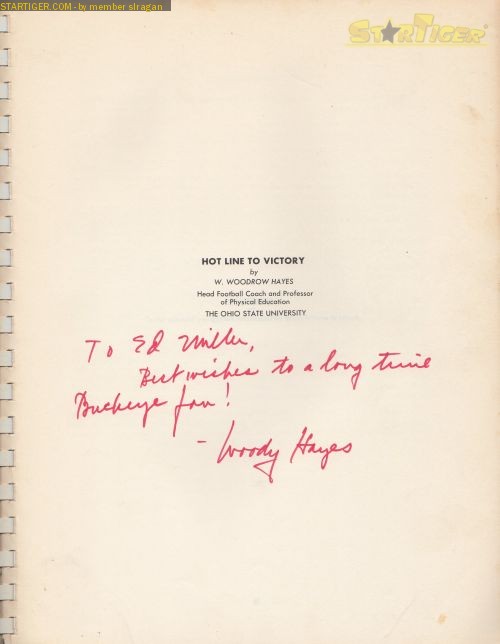 STARTIGER.COM - by member slragan
STARTIGER
HOT LINE TO VICTORY
by
W. WOODROW HAYES
Head Football Coach and Professor
of Physical Education
THE OHIO STATE UNIVERSITY
To Ed Miller,
Best wishes to a long time
Buckeye fan!
- Woody Hayes